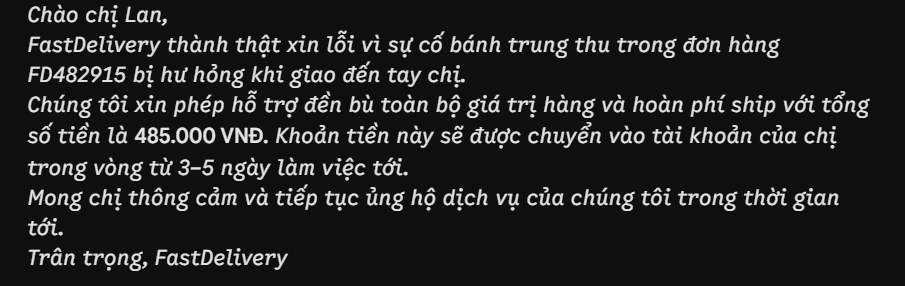 Chào chị Lan,
FastDelivery thành thật xin lỗi vì sự cố bánh trung thu trong đơn hàng
FD482915 bị hư hỏng khi giao đến tay chị.
Chúng tôi xin phép hỗ trợ đền bù toàn bộ giá trị hàng và hoàn phí ship với tổng
số tiền là 485.000 VNĐ. Khoản tiền này sẽ được chuyển vào tài khoản của chị
trong vòng từ 3–5 ngày làm việc tới.
Mong chị thông cảm và tiếp tục ủng hộ dịch vụ của chúng tôi trong thời gian
tới.
Trân trọng, FastDelivery